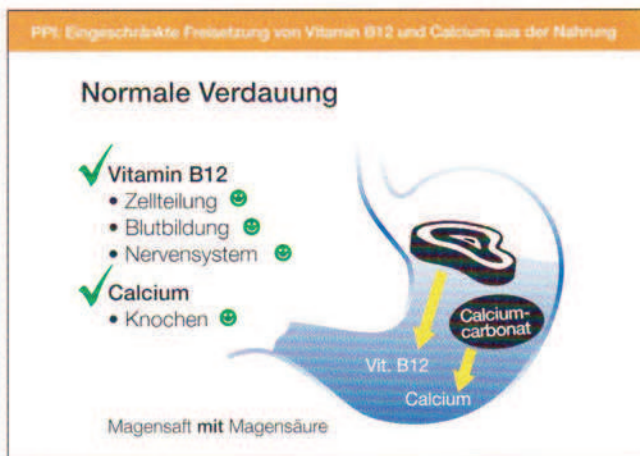 PPI: Eingeschränkte Freisetzung von Vitamin B12 und Calcium aus der Nahrung
Normale Verdauung
Vitamin B12
• Zellteilung
• Blutbildung
• Nervensystem
Calcium
• Knochen
Calcium-
carbonat
Vit. B12
Calcium
Magensaft mit Magensäure